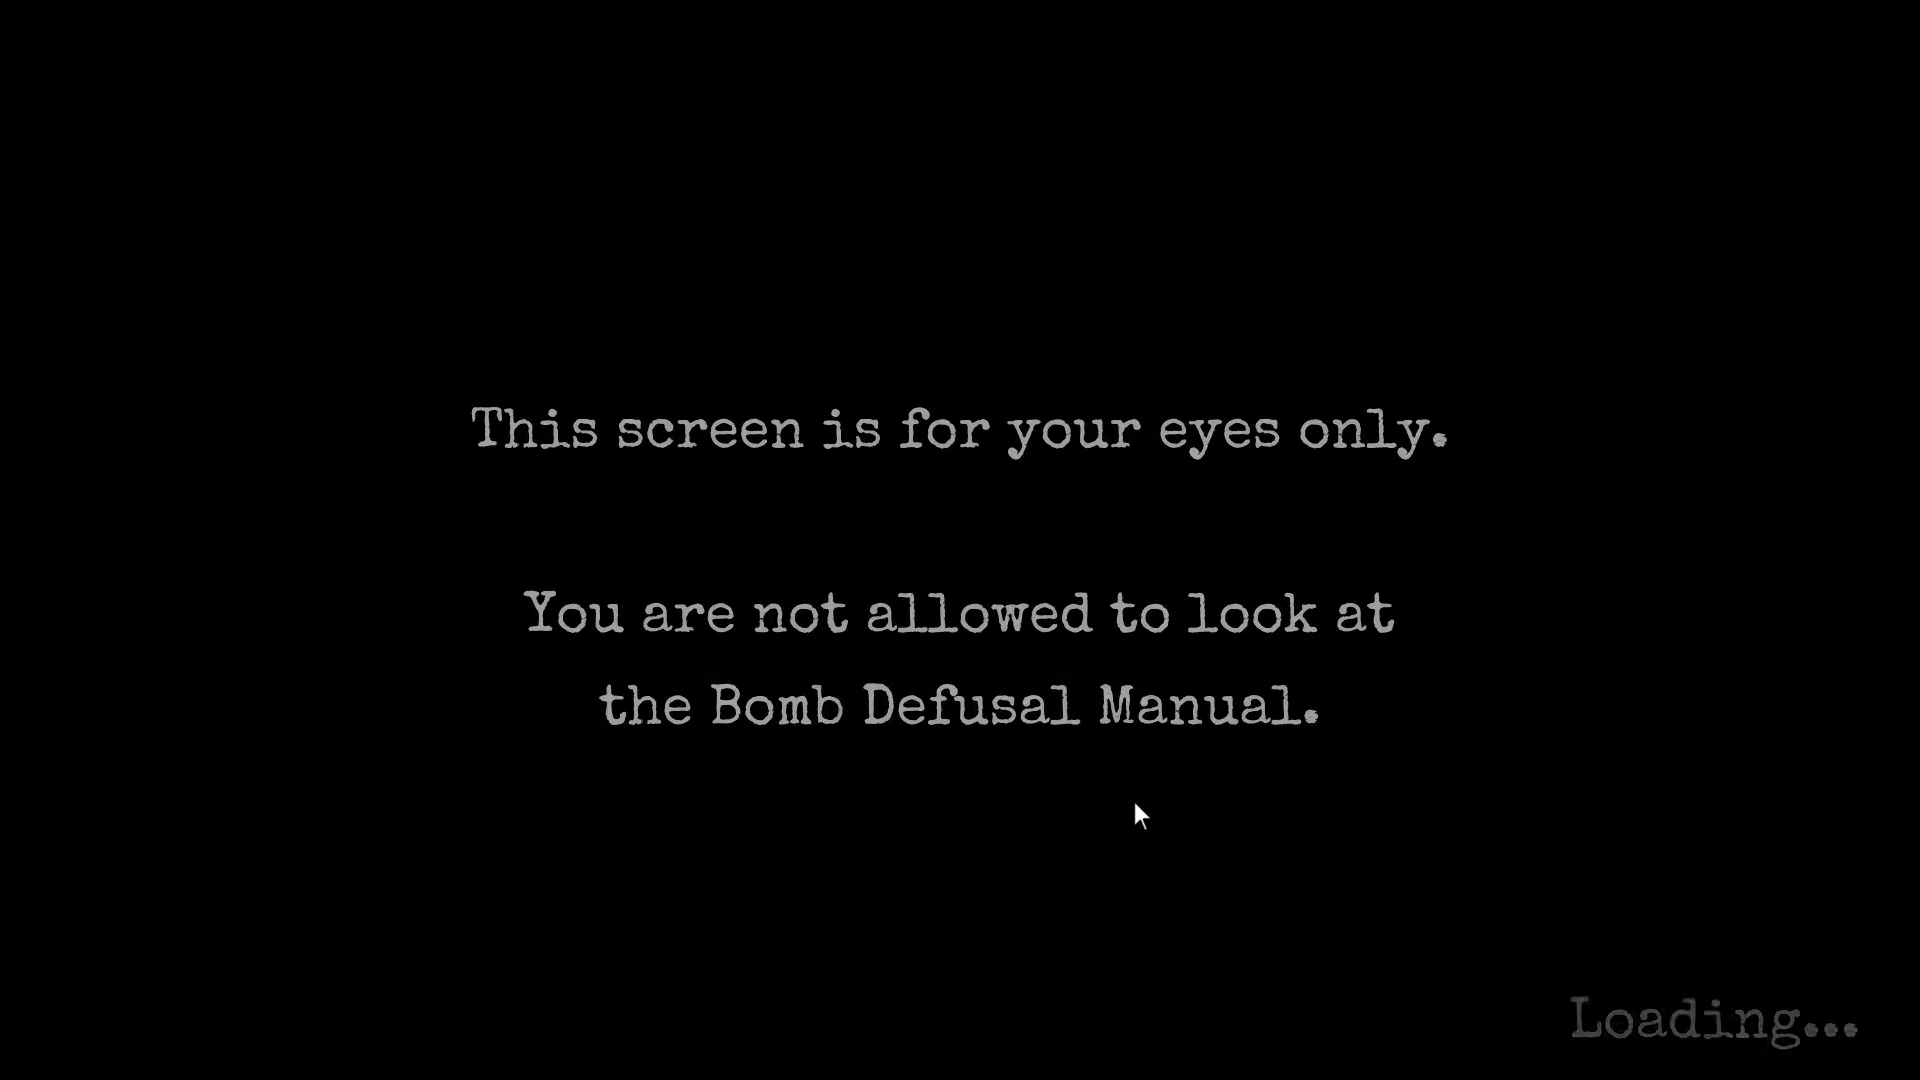 This screen is for your eyes only.
You are not allowed to look at
the Bomb Defusal Manual.
Loading...